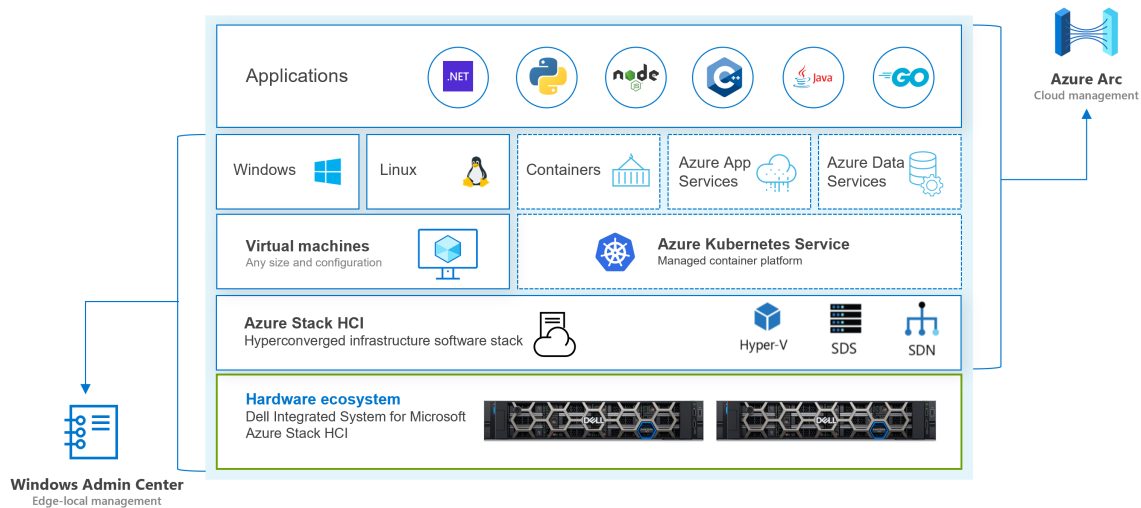 Applications
.NET
node
JS
C++
Java
GO
Azure Arc
Cloud management
Windows
Linux
Containers
Azure App
Services
Azure Data
Services
Virtual machines
Any size and configuration
Azure Kubernetes Service
Managed container platform
Azure Stack HCI
Hyperconverged infrastructure software stack
Hyper-V
SDS
SDN
Hardware ecosystem
Dell Integrated System for Microsoft
Azure Stack HCI
DELL
DELL
Windows Admin Center
Edge-local management